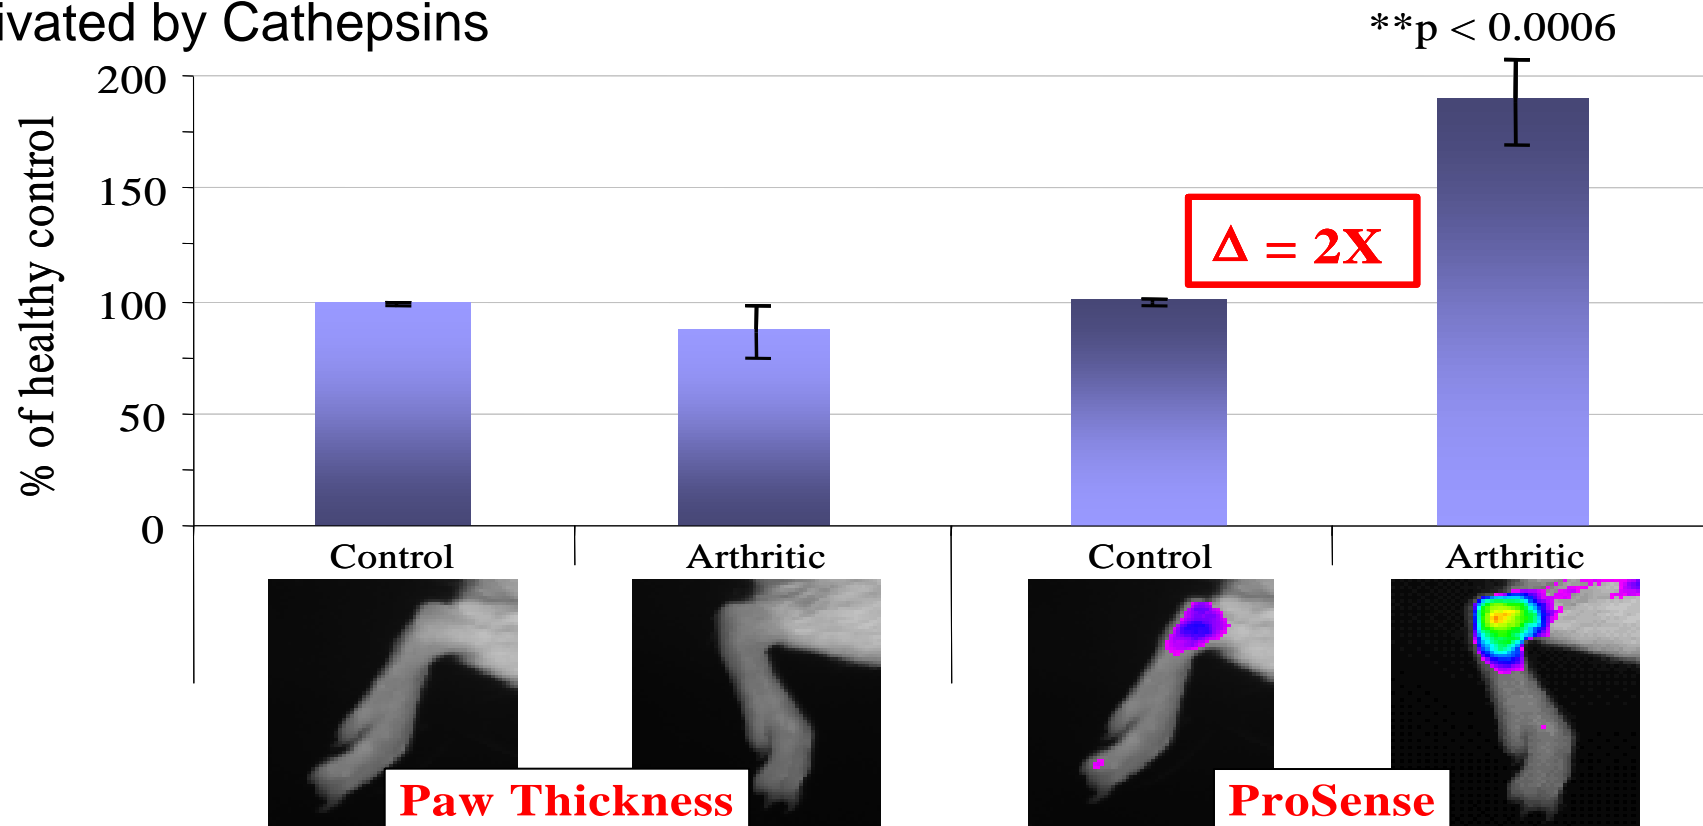 ivated by Cathepsins
**p < 0.0006
% of healthy control
200
150
100
50
0
Δ = 2X
Control
Arthritic
Control
Arthritic
Paw Thickness
ProSense